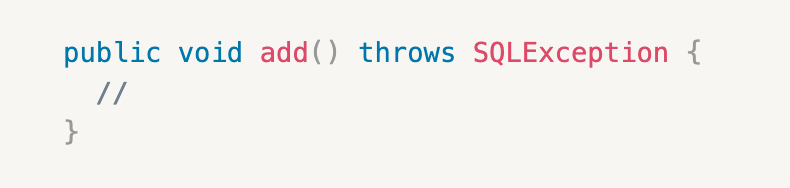 public void add() throws SQLException {
//
}